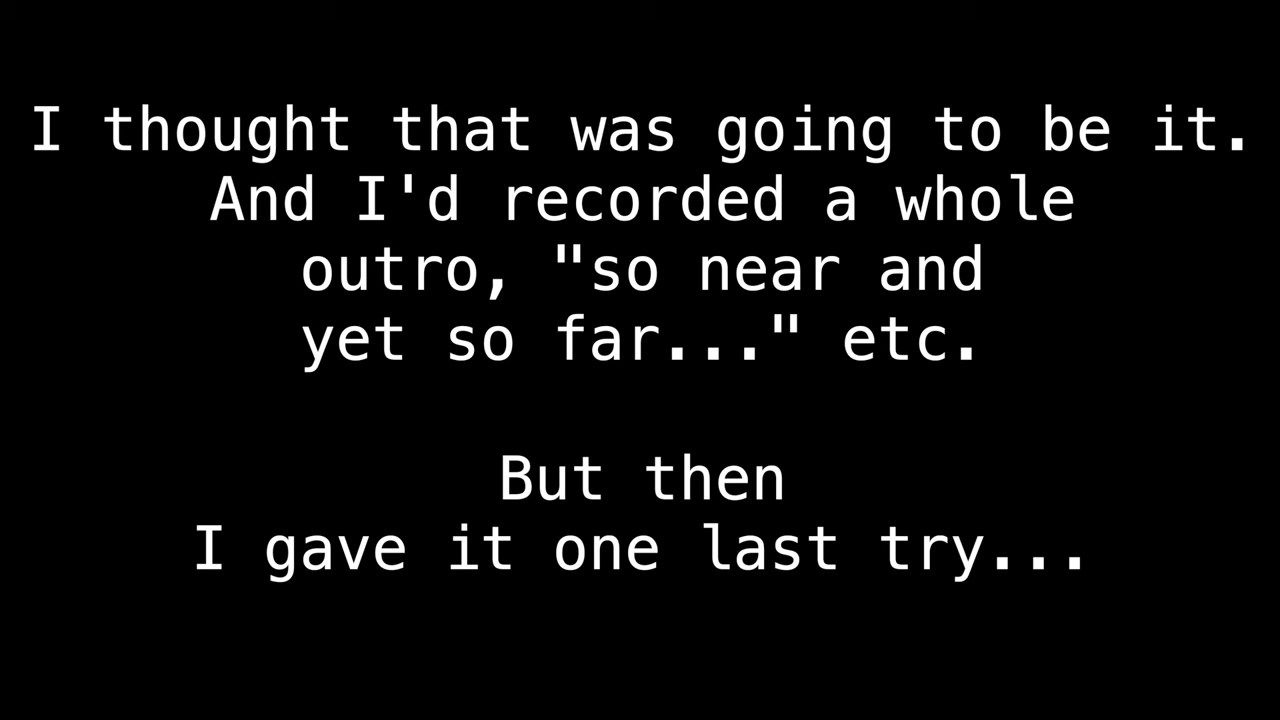 I thought that was going to be it.
And I'd recorded a whole
outro, "so near and
yet so far..." etc.
But then
I gave it one last try...